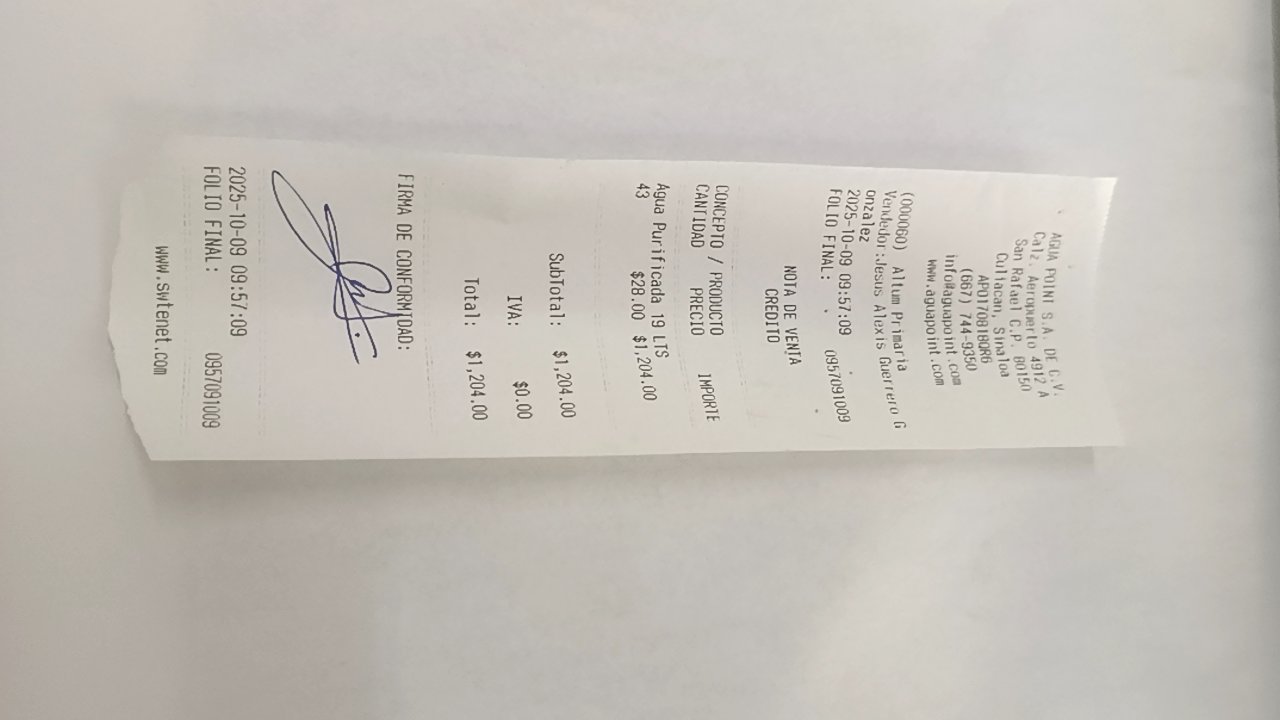 AGUA POINT S.A. DE C.V.
Calz. Aeropuerto 4912 A
San Rafael C.P. 80150
Culiacan, Sinaloa
APO170818QR6
(667) 744-9350
info@aguapoint.com
www.aguapoint.com
(000060) Altum Primaria
Vendedor:Jesus Alexis Guerrero G
onzalez
2025-10-09 09:57:09
FOLIO FINAL: 0957091009
NOTA DE VENTA
CREDITO
CONCEPTO / PRODUCTO
CANTIDAD PRECIO IMPORTE
Agua Purificada 19 LTS
43 $28.00 $1,204.00
SubTotal: $1,204.00
IVA: $0.00
Total: $1,204.00
FIRMA DE CONFORMIDAD:
2025-10-09 09:57:09
FOLIO FINAL: 0957091009
www.swtenet.com